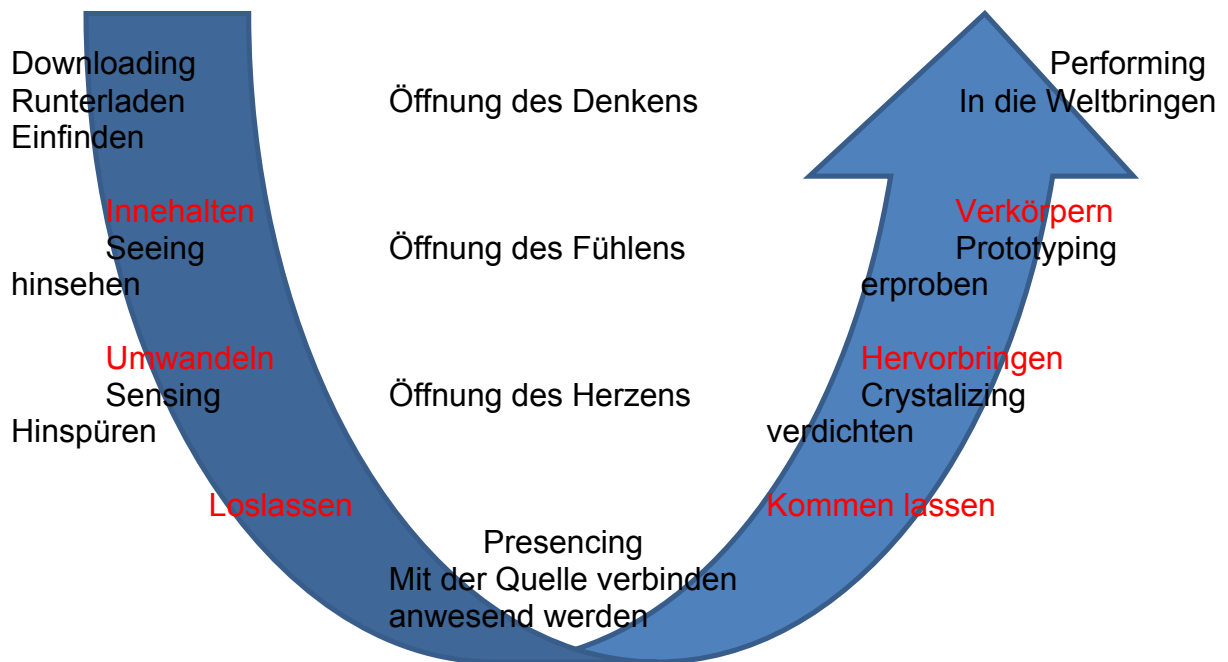 Downloading
Performing
Runterladen
Öffnung des Denkens
In die Weltbringen
Einfinden
Innehalten
Verkörpern
Seeing
Öffnung des Fühlens
Prototyping
hinsehen
erproben
Umwandeln
Hervorbringen
Sensing
Öffnung des Herzens
Crystalizing
Hinspüren
verdichten
Loslassen
Kommen lassen
Presencing
Mit der Quelle verbinden
anwesend werden